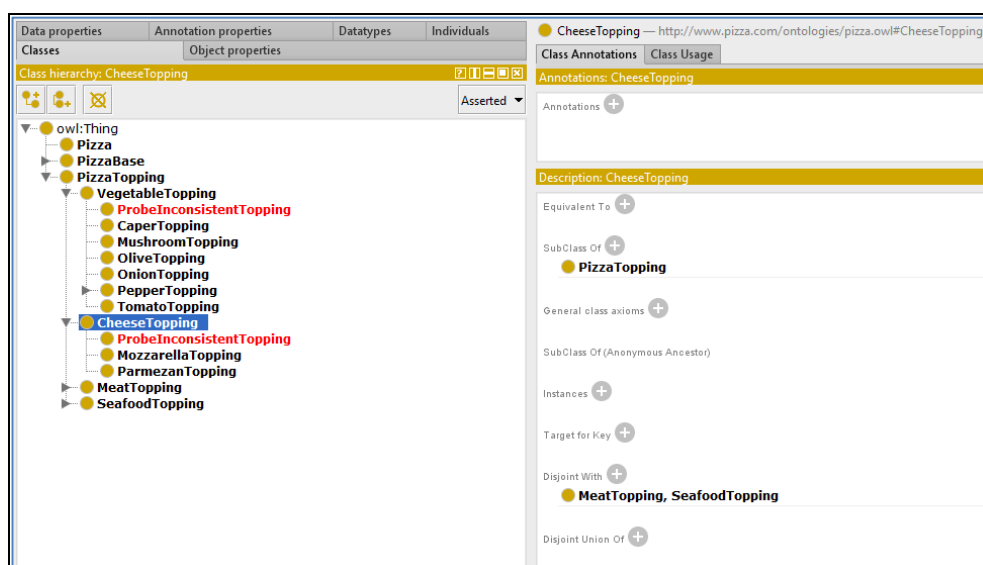 Data properties Annotation properties Datatypes Individuals
Classes Object properties
Class hierarchy: CheeseTopping
Asserted
owl:Thing
Pizza
PizzaBase
PizzaTopping
VegetableTopping
ProbeInconsistentTopping
CaperTopping
MushroomTopping
OliveTopping
OnionTopping
PepperTopping
TomatoTopping
CheeseTopping
ProbeInconsistentTopping
MozzarellaTopping
ParmezanTopping
MeatTopping
SeafoodTopping
CheeseTopping — http://www.pizza.com/ontologies/pizza.owl#CheeseTopping
Class Annotations Class Usage
Annotations: CheeseTopping
Annotations
Description: CheeseTopping
Equivalent To
SubClass Of
PizzaTopping
General class axioms
SubClass Of (Anonymous Ancestor)
Instances
Target for Key
Disjoint With
MeatTopping, SeafoodTopping
Disjoint Union Of